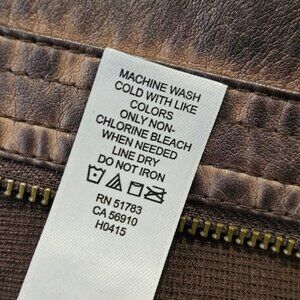 MACHINE WASH
COLD WITH LIKE
COLORS
ONLY NON-
CHLORINE BLEACH
WHEN NEEDED
LINE DRY
DO NOT IRON
RN 51783
CA 56910
H0415